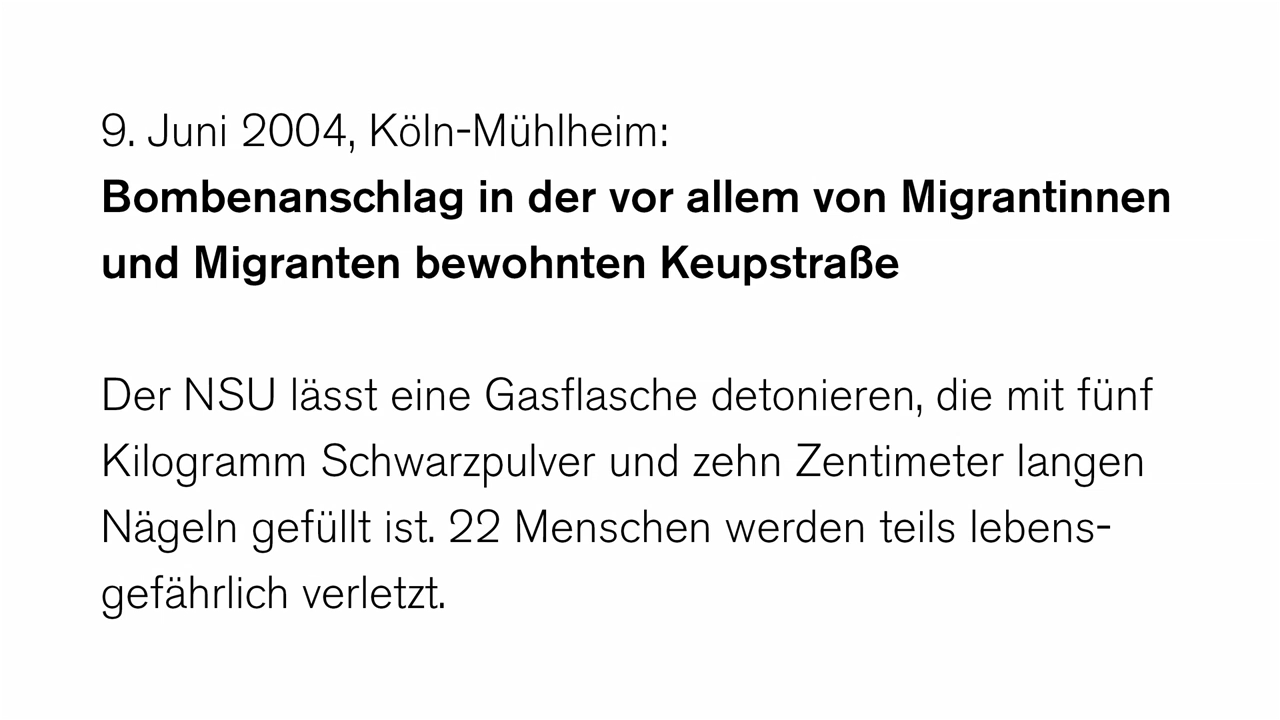 9. Juni 2004, Köln-Mühlheim:
Bombenanschlag in der vor allem von Migrantinnen
und Migranten bewohnten Keupstraße
Der NSU lässt eine Gasflasche detonieren, die mit fünf
Kilogramm Schwarzpulver und zehn Zentimeter langen
Nägeln gefüllt ist. 22 Menschen werden teils lebens-
gefährlich verletzt.